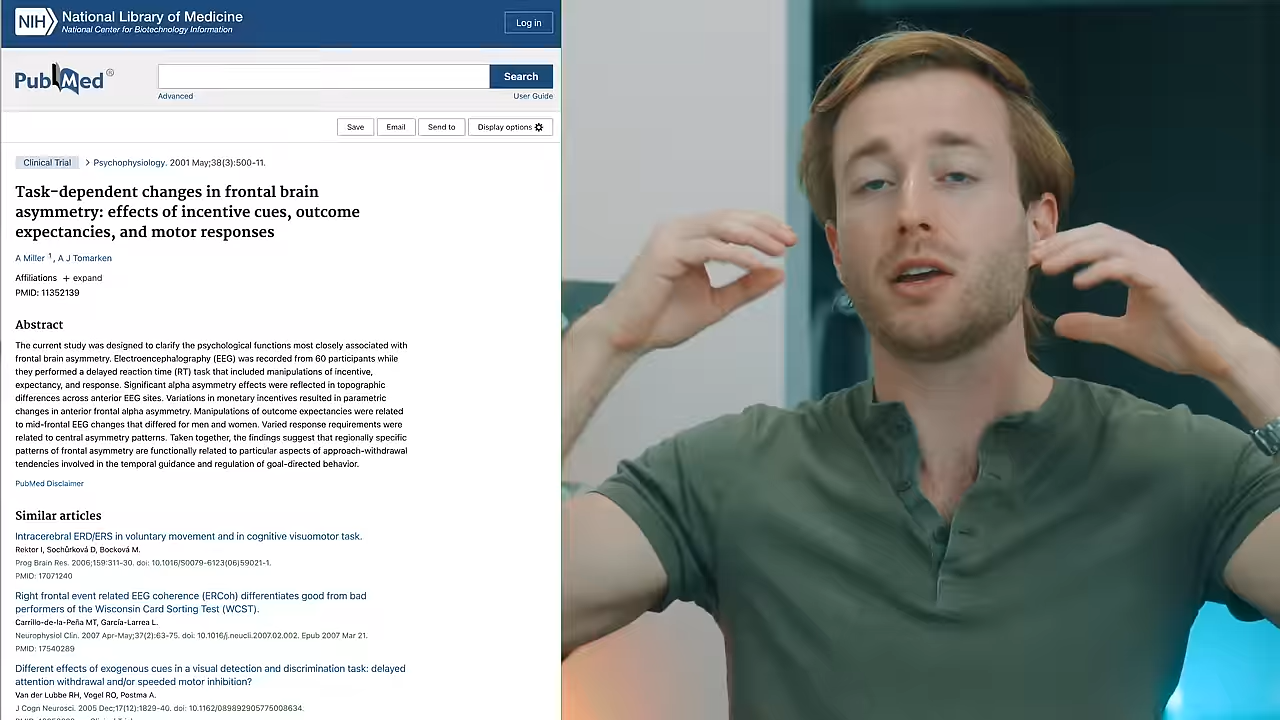 NIH
National Library of Medicine
National Center for Biotechnology Information
Log in
PubMed®
Search
Advanced
User Guide
Save
Email
Send to
Display options
Clinical Trial
> Psychophysiology. 2001 May;38(3):500-11.
Task-dependent changes in frontal brain
asymmetry: effects of incentive cues, outcome
expectancies, and motor responses
A Miller 1, A J Tomarken
Affiliations + expand
PMID: 11352139
Abstract
The current study was designed to clarify the psychological functions most closely associated with
frontal brain asymmetry. Electroencephalography (EEG) was recorded from 60 participants while
they performed a delayed reaction time (RT) task that included manipulations of incentive,
expectancy, and response. Significant alpha asymmetry effects were reflected in topographic
differences across anterior EEG sites. Variations in monetary incentives resulted in parametric
changes in anterior frontal alpha asymmetry. Manipulations of outcome expectancies were related
to mid-frontal EEG changes that differed for men and women. Varied response requirements were
related to central asymmetry patterns. Taken together, the findings suggest that regionally specific
patterns of frontal asymmetry are functionally related to particular aspects of approach-withdrawal
tendencies involved in the temporal guidance and regulation of goal-directed behavior.
PubMed Disclaimer
Similar articles
Intracerebral ERD/ERS in voluntary movement and in cognitive visuomotor task.
Rektor I, Sochůrková D, Bocková M.
Prog Brain Res. 2006;159:311-30. doi: 10.1016/S0079-6123(06)59021-1.
PMID: 17071240
Right frontal event related EEG coherence (ERCoh) differentiates good from bad
performers of the Wisconsin Card Sorting Test (WCST).
Carrillo-de-la-Peña MT, García-Larrea L.
Neurophysiol Clin. 2007 Apr-May;37(2):63-75. doi: 10.1016/j.neucli.2007.02.002. Epub 2007 Mar 21.
PMID: 17540289
Different effects of exogenous cues in a visual detection and discrimination task: delayed
attention withdrawal and/or speeded motor inhibition?
Van der Lubbe RH, Vogel RO, Postma A.
J Cogn Neurosci. 2005 Dec;17(12):1829-40. doi: 10.1162/089892905775008634.